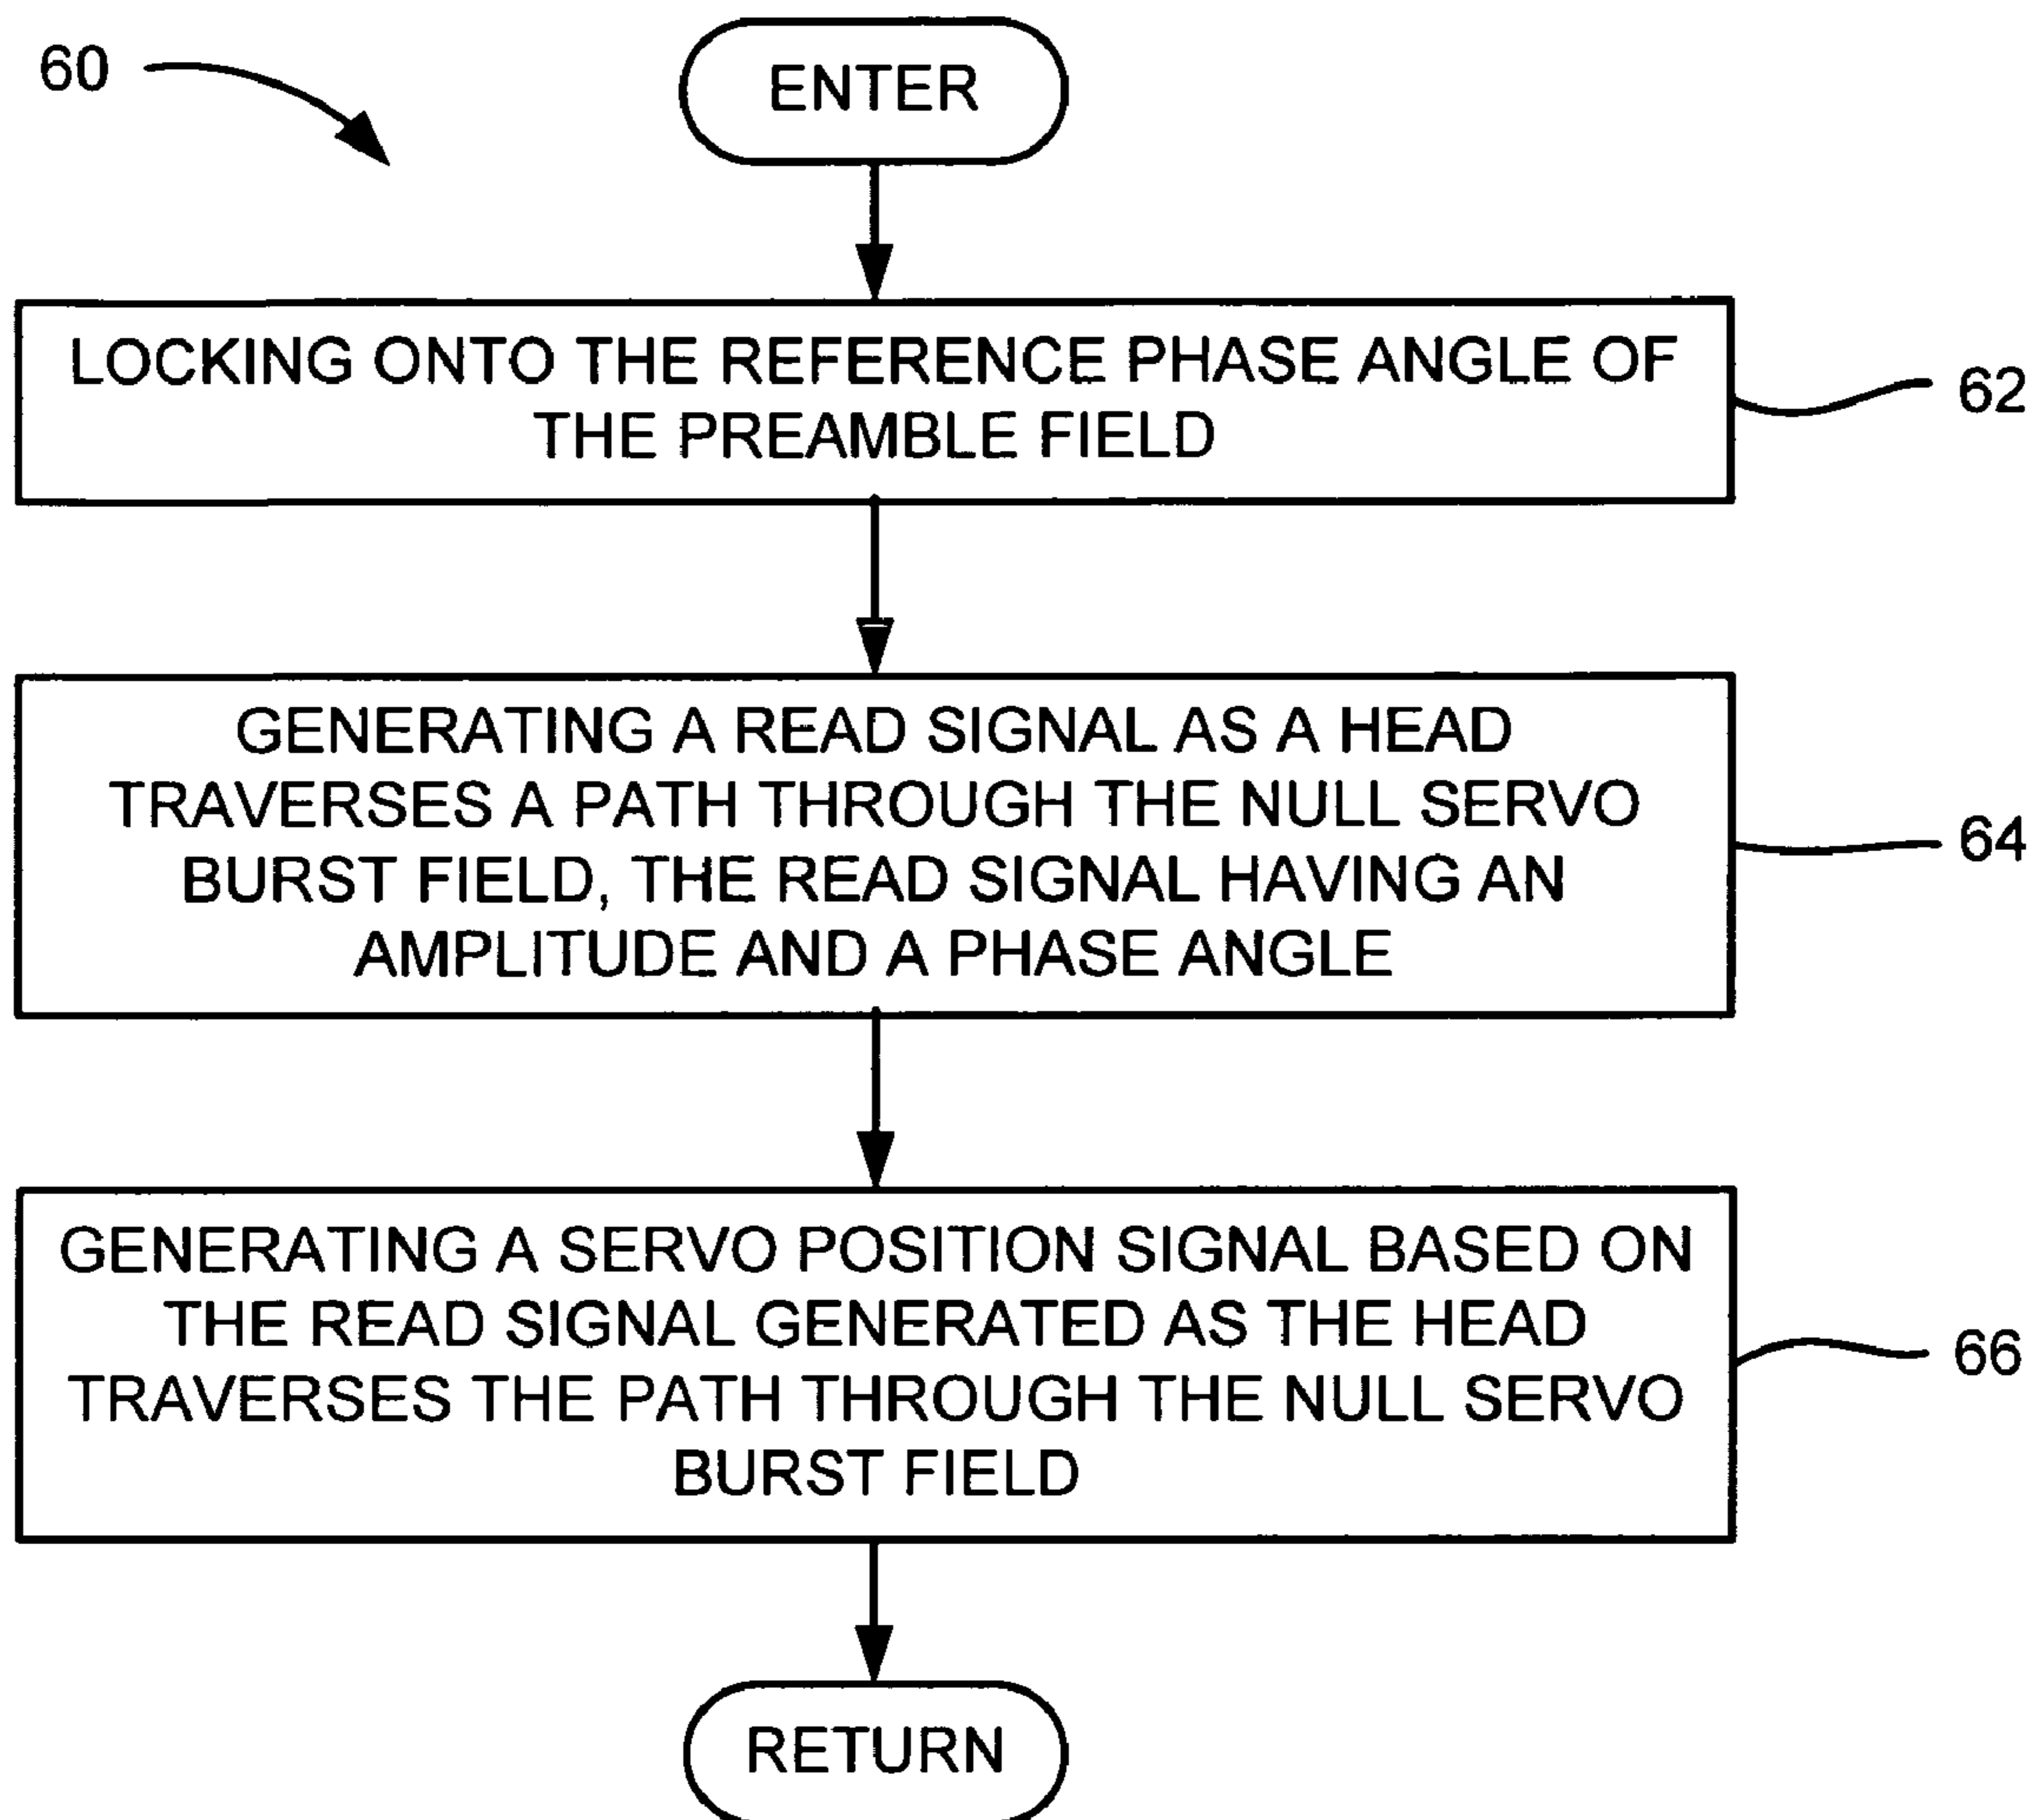 60
ENTER
LOCKING ONTO THE REFERENCE PHASE ANGLE OF
THE PREAMBLE FIELD
62
GENERATING A READ SIGNAL AS A HEAD
TRAVERSES A PATH THROUGH THE NULL SERVO
BURST FIELD, THE READ SIGNAL HAVING AN
AMPLITUDE AND A PHASE ANGLE
64
GENERATING A SERVO POSITION SIGNAL BASED ON
THE READ SIGNAL GENERATED AS THE HEAD
TRAVERSES THE PATH THROUGH THE NULL SERVO
BURST FIELD
66
RETURN